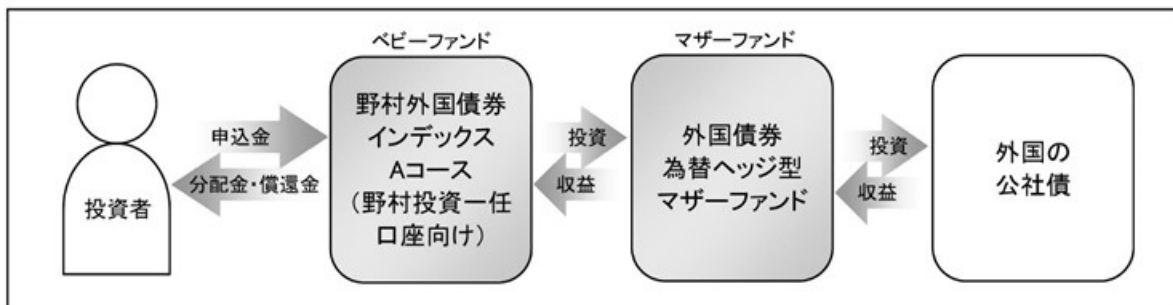 ベビーファンド
マザーファンド
投資者
申込金
分配金・償還金
野村外国債券
インデックス
Aコース
(野村投資一任
口座向け)
投資
収益
外国債券
為替ヘッジ型
マザーファンド
投資
収益
外国の
公社債